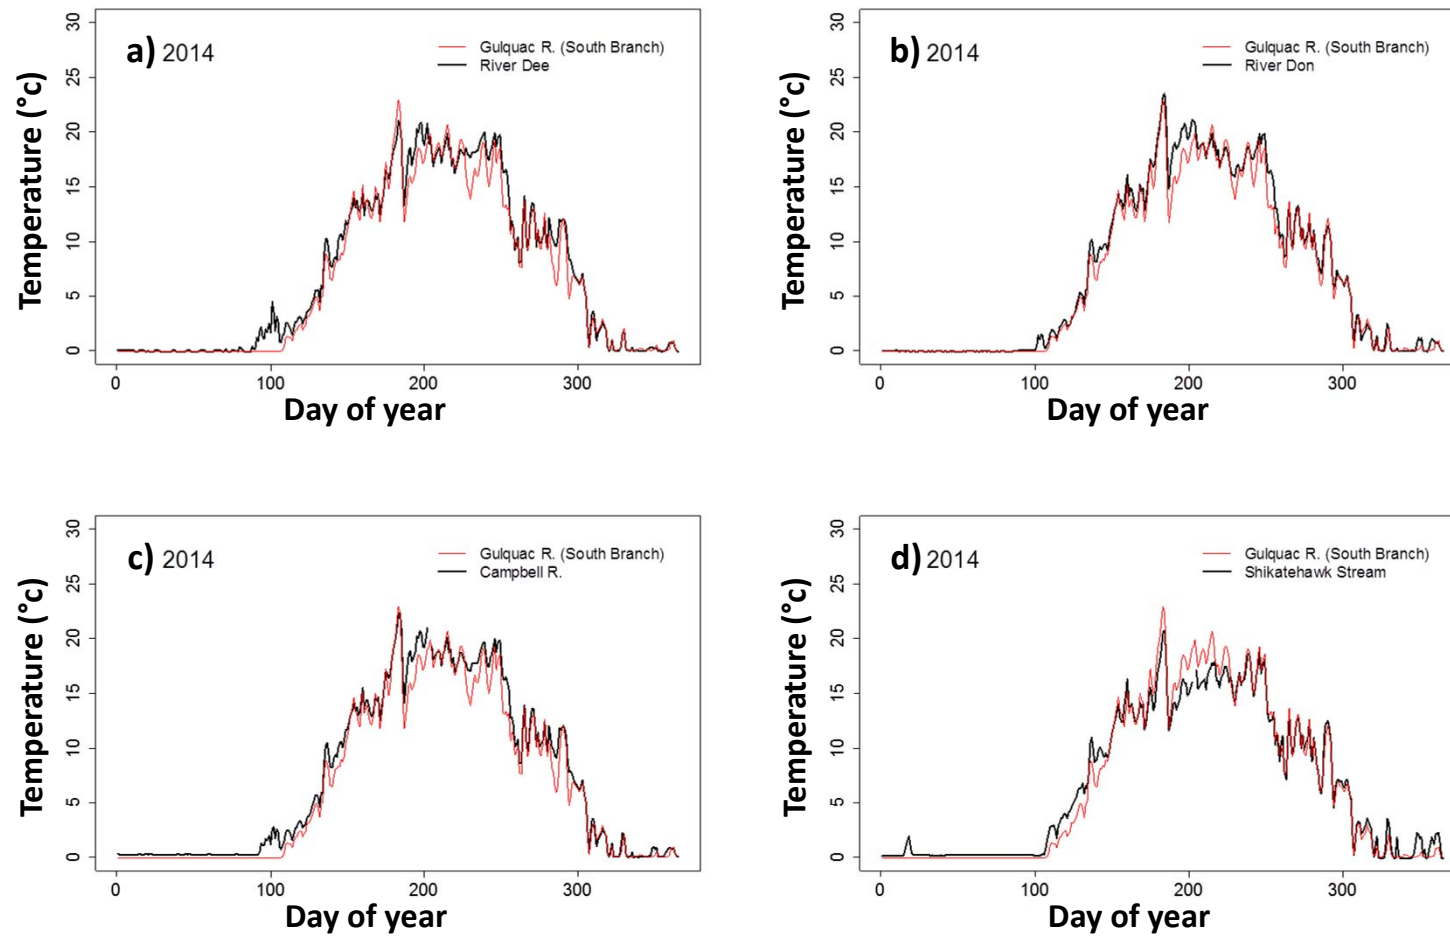 a) 2014
Gulquac R. (South Branch)
River Dee
Temperature (°c)
30
25
20
15
10
5
0
0 100 200 300
Day of year
b) 2014
Gulquac R. (South Branch)
River Don
Temperature (°c)
30
25
20
15
10
5
0
0 100 200 300
Day of year
c) 2014
Gulquac R. (South Branch)
Campbell R.
Temperature (°c)
30
25
20
15
10
5
0
0 100 200 300
Day of year
d) 2014
Gulquac R. (South Branch)
Shikatehawk Stream
Temperature (°c)
30
25
20
15
10
5
0
0 100 200 300
Day of year